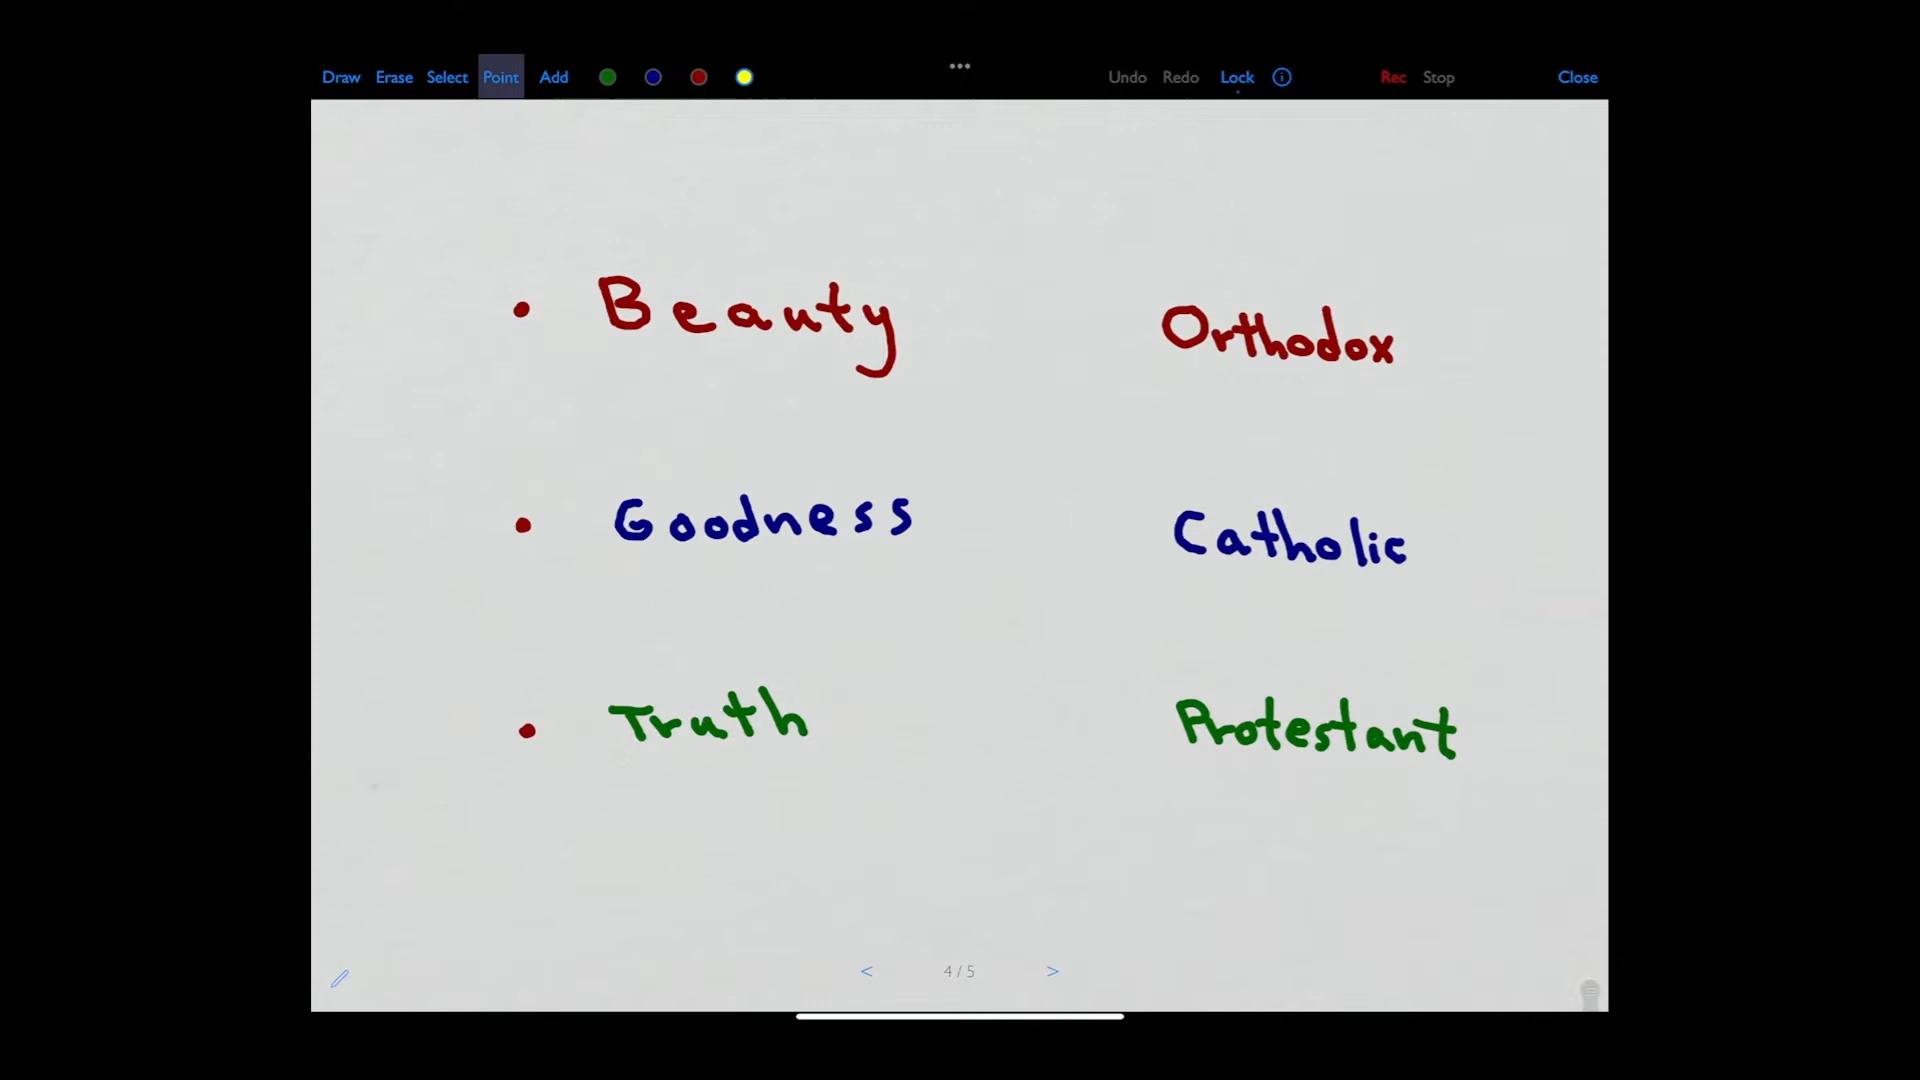 Draw Erase Select Point Add ••• Undo Redo Lock Rec Stop Close
• Beauty Orthodox
• Goodness Catholic
• Truth Protestant
< 4 / 5 >